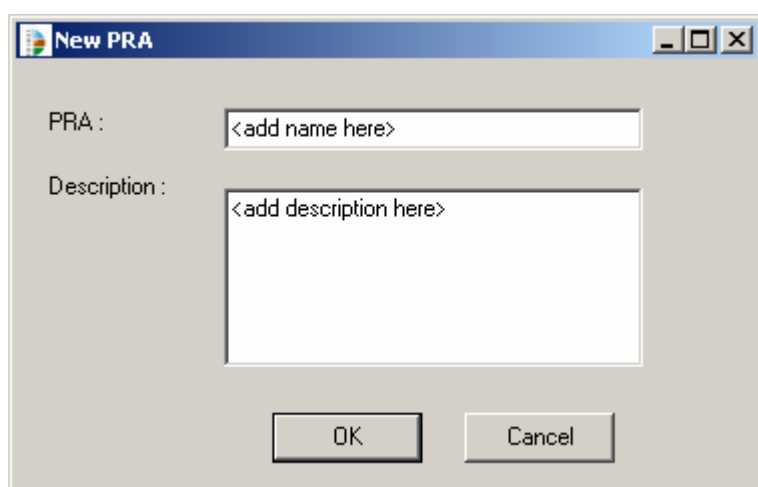 New PRA
PRA :
<add name here>
Description :
<add description here>
OK
Cancel